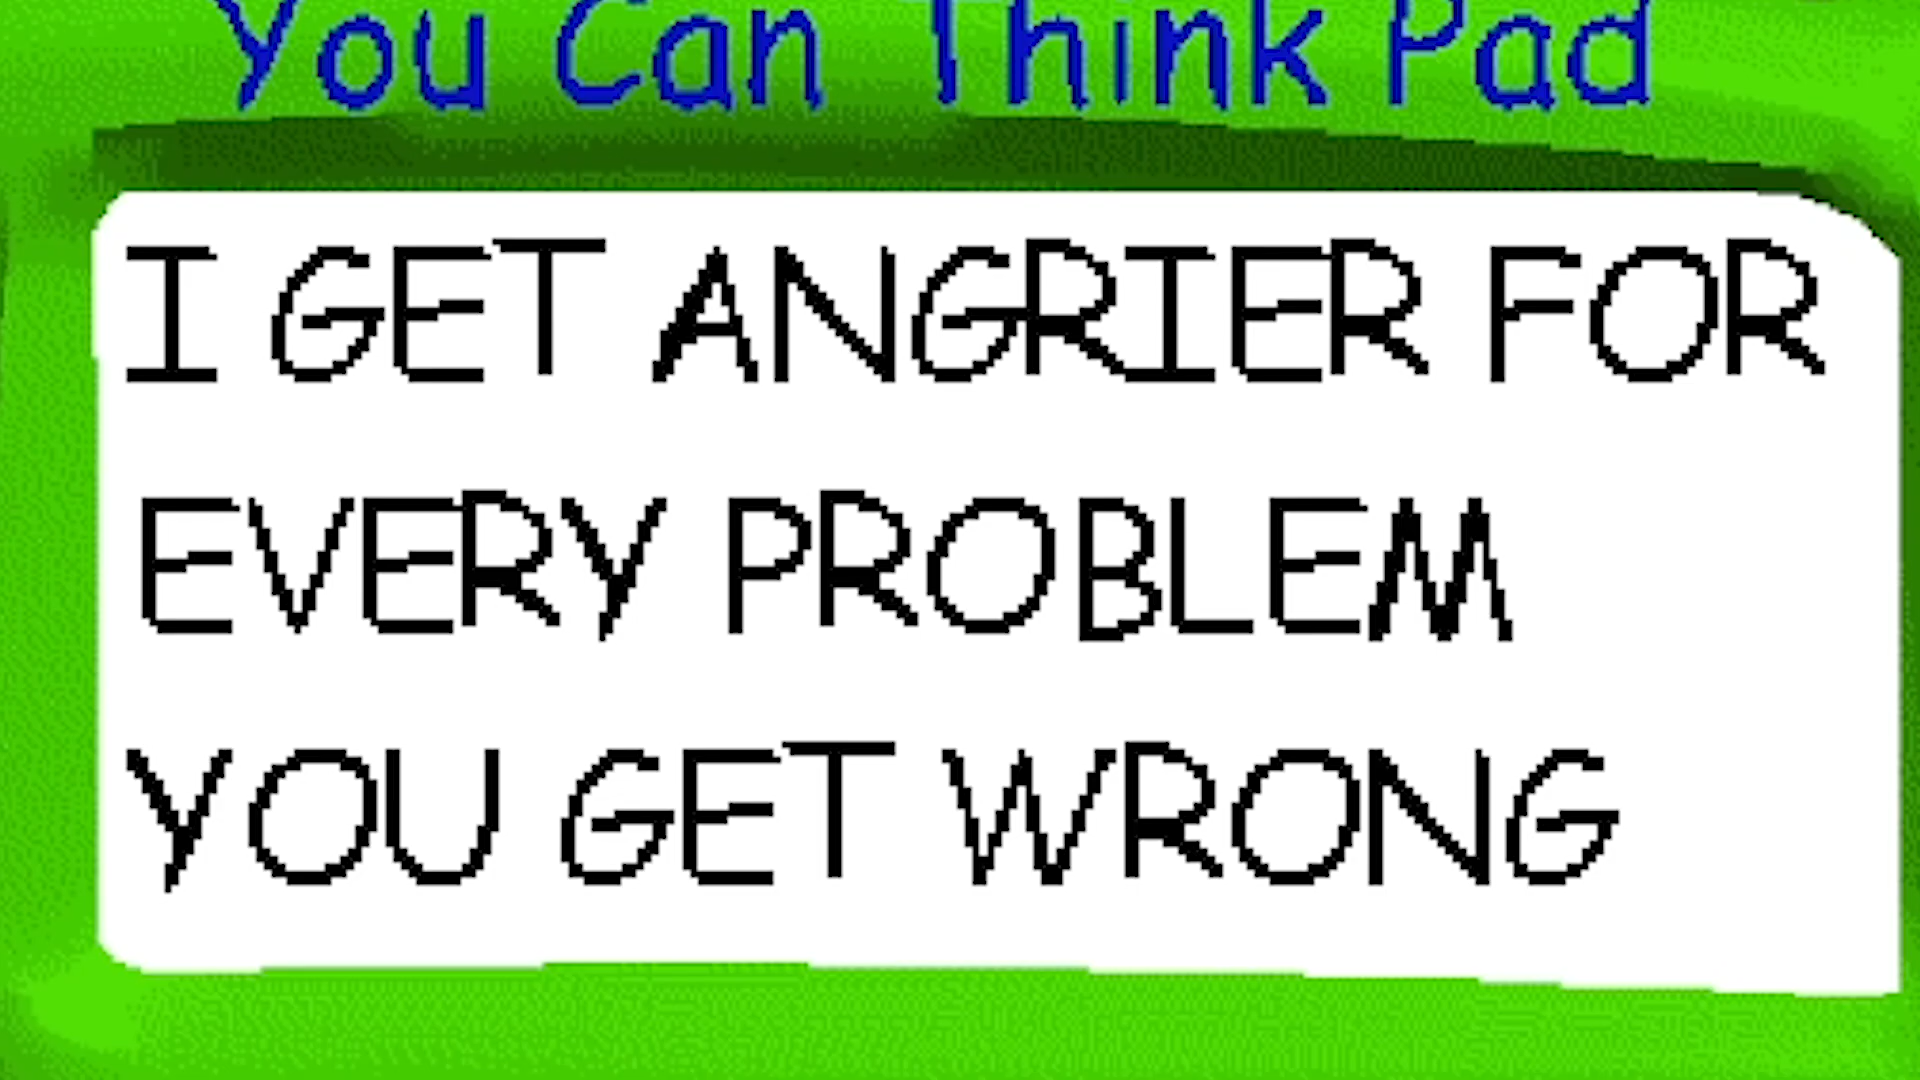 You Can Think Pad
I GET ANGRIER FOR
EVERY PROBLEM
YOU GET WRONG